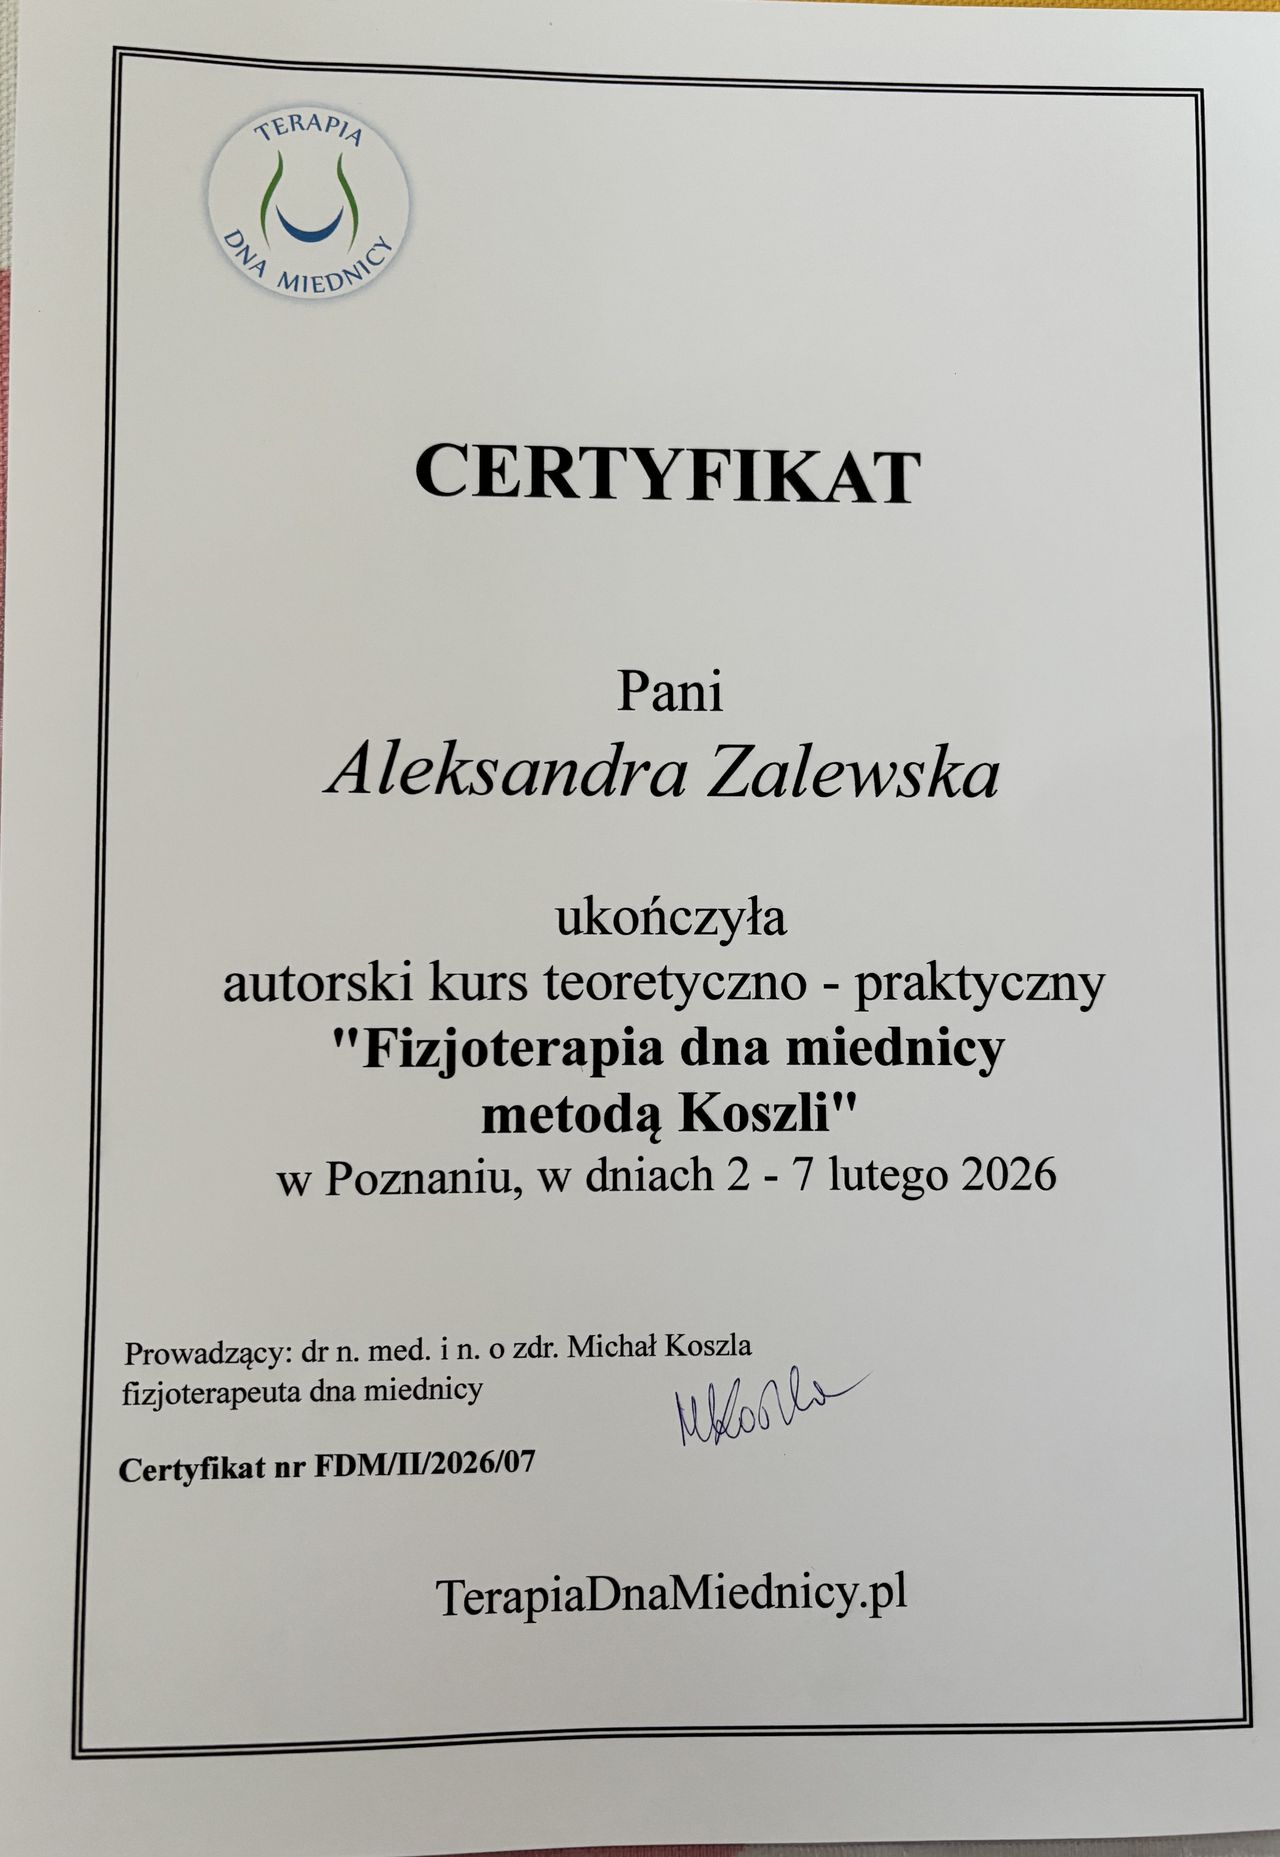 TERAPIA
DNA MIEDNICY
CERTYFIKAT
Pani
Aleksandra Zalewska
ukończyła
autorski kurs teoretyczno - praktyczny
"Fizjoterapia dna miednicy
metodą Koszli"
w Poznaniu, w dniach 2 - 7 lutego 2026
Prowadzący: dr n. med. i n. o zdr. Michał Koszla
fizjoterapeuta dna miednicy
MKoszla
Certyfikat nr FDM/II/2026/07
TerapiaDnaMiednicy.pl